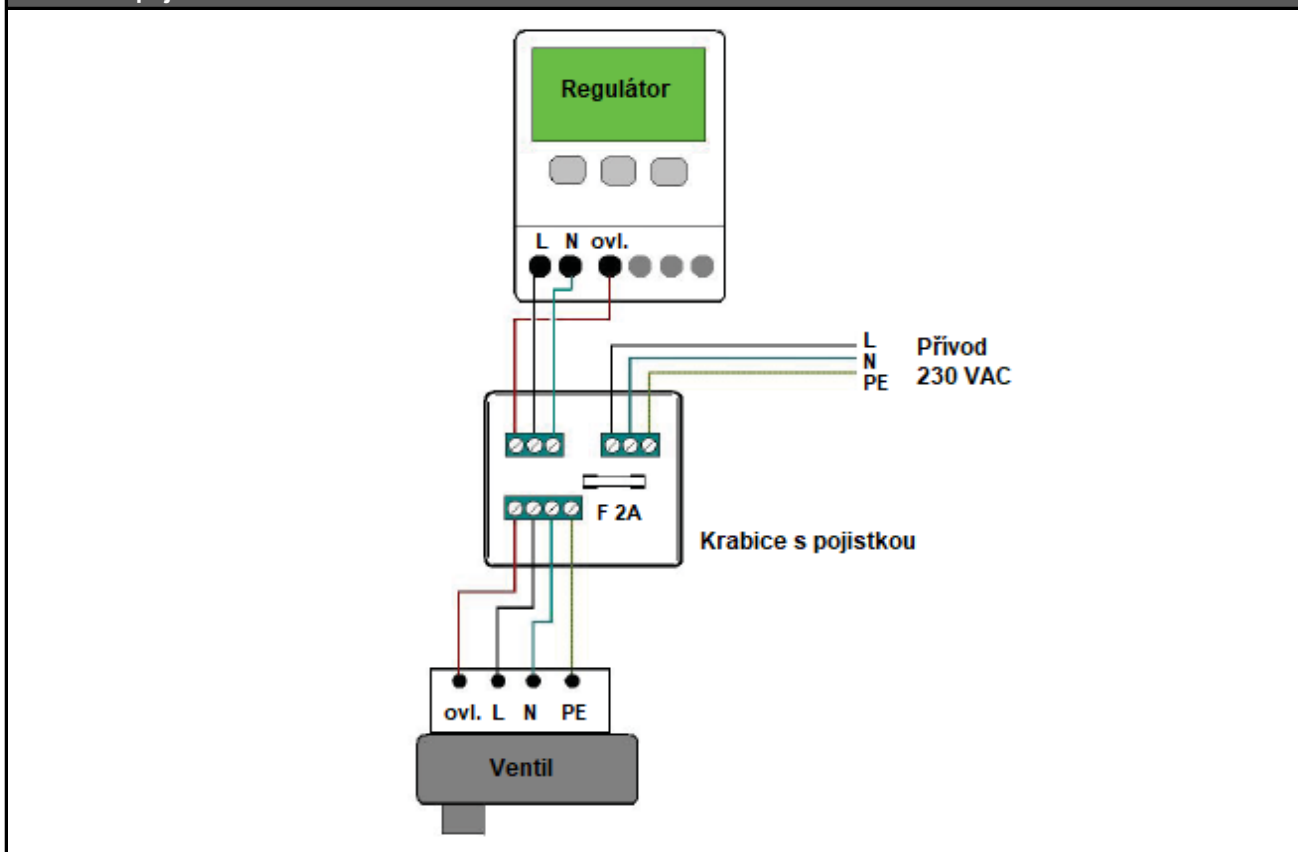 Regulátor
L N ovl.
L
N
PE
Přívod
230 VAC
F 2A
Krabice s pojistkou
ovl. L N PE
Ventil